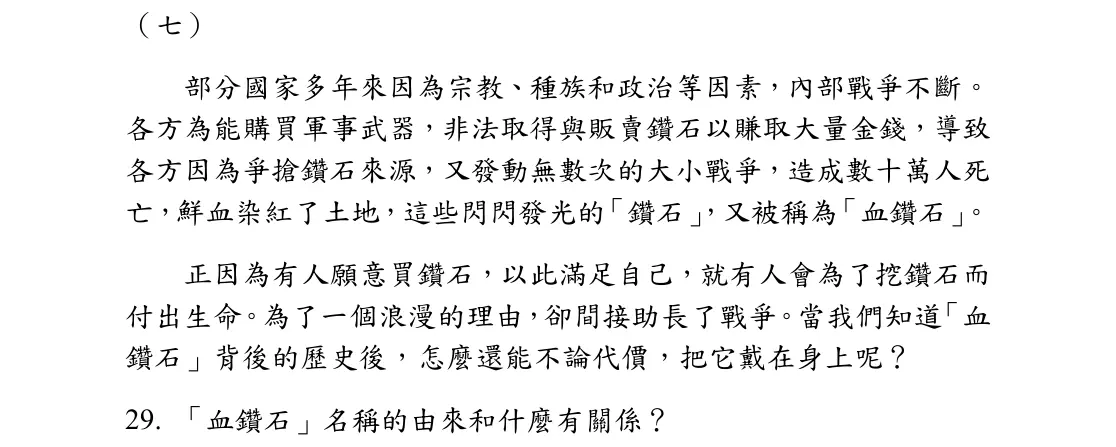 （七）
部分國家多年來因為宗教、種族和政治等因素，內部戰爭不斷。
各方為能購買軍事武器，非法取得與販賣鑽石以賺取大量金錢，導致
各方因為爭搶鑽石來源，又發動無數次的大小戰爭，造成數十萬人死
亡，鮮血染紅了土地，這些閃閃發光的「鑽石」，又被稱為「血鑽石」。
正因為有人願意買鑽石，以此滿足自己，就有人會為了挖鑽石而
付出生命。為了一個浪漫的理由，卻間接助長了戰爭。當我們知道「血
鑽石」背後的歷史後，怎麼還能不論代價，把它戴在身上呢？
29. 「血鑽石」名稱的由來和什麼有關係？